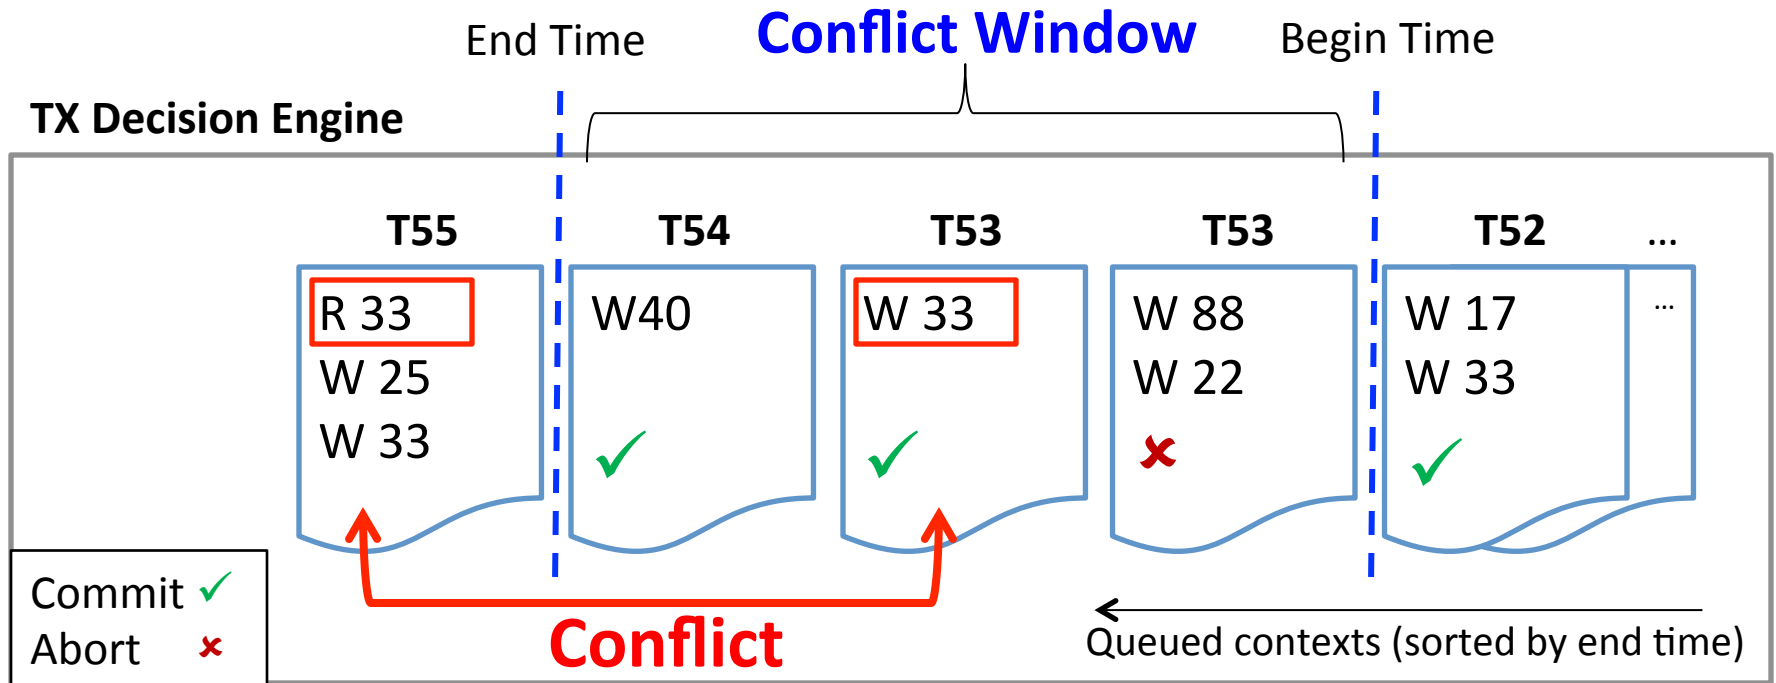 End Time
Conflict Window
Begin Time
TX Decision Engine
T55
T54
T53
T53
T52
...
R 33
W 25
W 33
W40
W 33
W 88
W 22
W 17
W 33
...
Commit
Abort
Conflict
Queued contexts (sorted by end time)